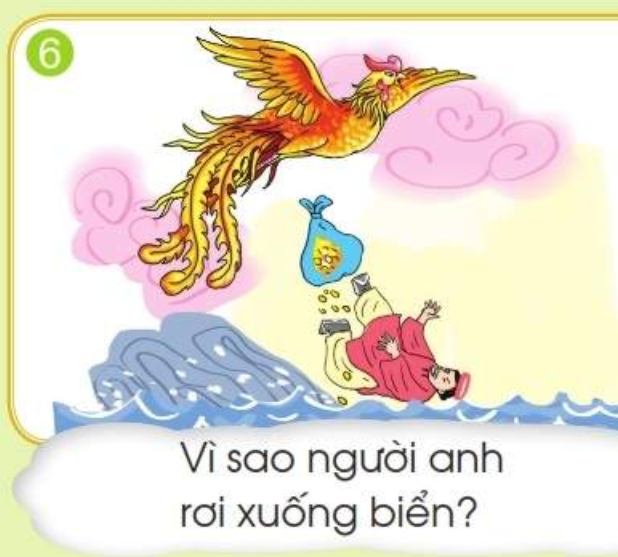 6
Vì sao người anh
rơi xuống biển?